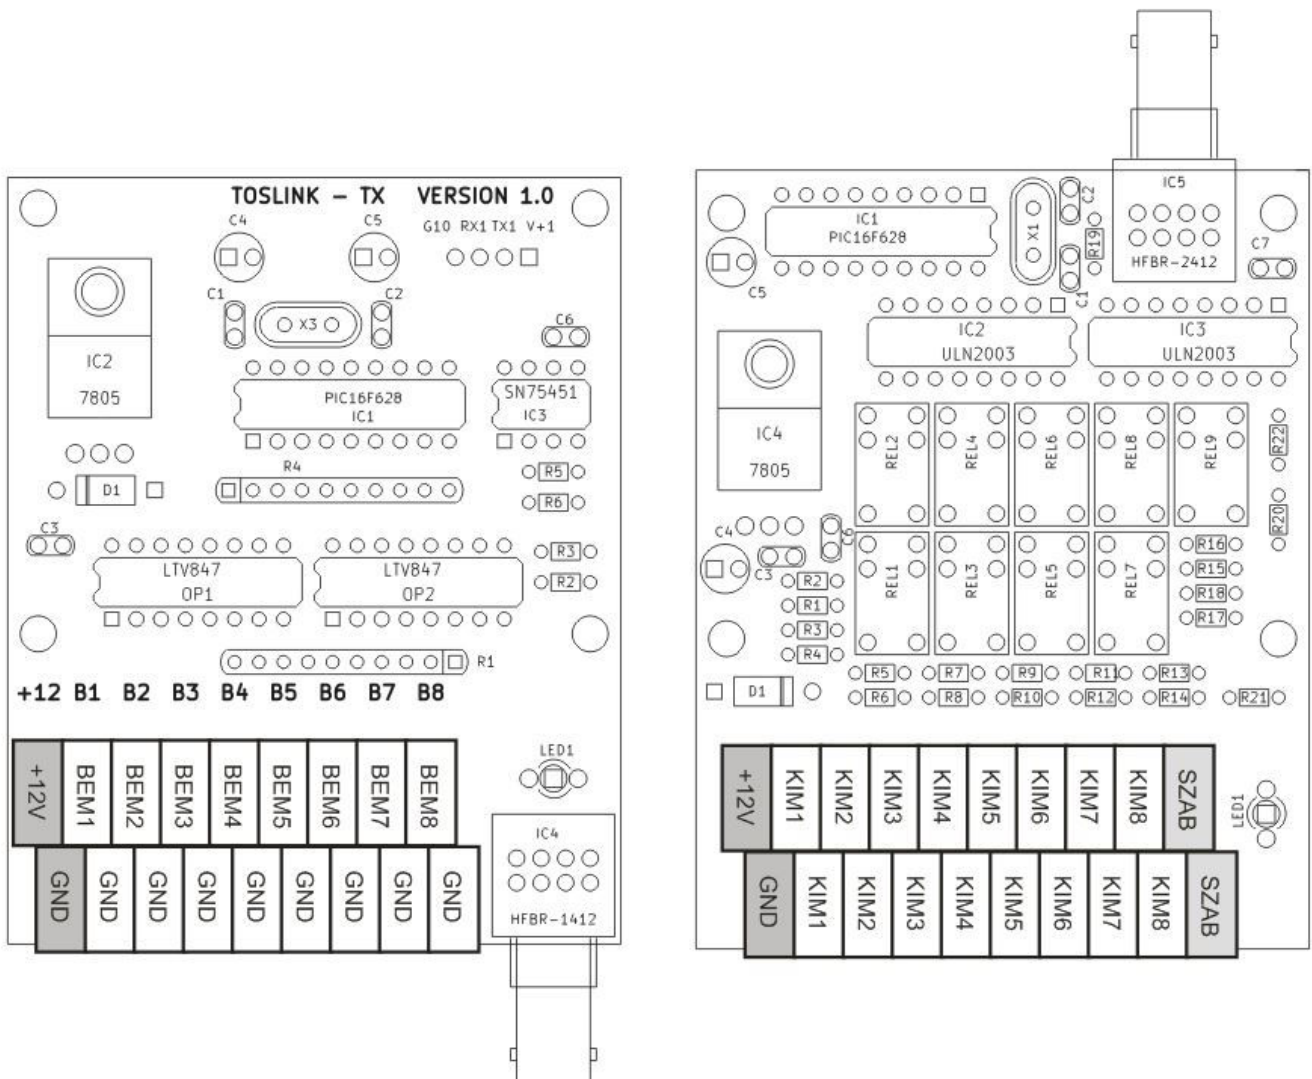 TOSLINK - TX VERSION 1.0
C4 C5 G10 RX1 TX1 V+1
C1 X3 C2
C6
IC2
7805
PIC16F628
IC1
SN75451
IC3
R4
R5
D1
R6
C3
LTV847
OP1
LTV847
OP2
R3
R2
R1
+12 B1 B2 B3 B4 B5 B6 B7 B8
+12V BEM1 BEM2 BEM3 BEM4 BEM5 BEM6 BEM7 BEM8
GND GND GND GND GND GND GND GND GND
LED1
IC4
HFBR-1412
IC5
HFBR-2412
IC1
PIC16F628
X1
C2
R19
C1
C7
C5
IC2
ULN2003
IC3
ULN2003
IC4
7805
REL2 REL4 REL6 REL8 REL9
R22
R20
C4
C3
C6
REL1 REL3 REL5 REL7
R16
R15
R18
R17
R2
R1
R3
R4
R5 R7 R9 R11 R13
D1 R6 R8 R10 R12 R14 R21
+12V KIM1 KIM2 KIM3 KIM4 KIM5 KIM6 KIM7 KIM8 SZAB
GND KIM1 KIM2 KIM3 KIM4 KIM5 KIM6 KIM7 KIM8 SZAB
LED1